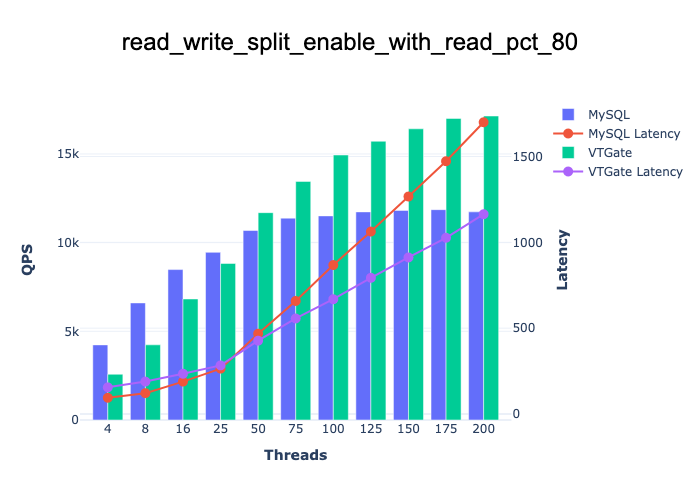 read_write_split_enable_with_read_pct_80
MySQL
MySQL Latency
VTGate
VTGate Latency
15k
10k
5k
0
QPS
1500
1000
500
0
Latency
4 8 16 25 50 75 100 125 150 175 200
Threads